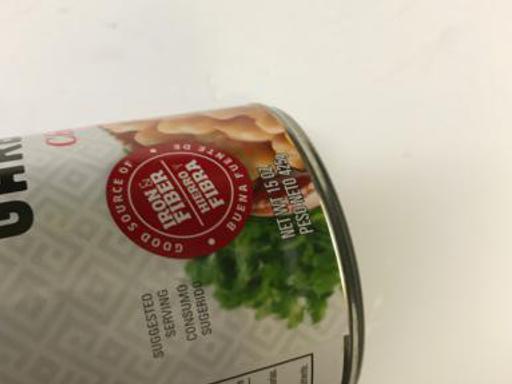 GOOD SOURCE OF
IRON &
FIBER
HIERRO Y
FIBRA
BUENA FUENTE DE
NET WT 15 OZ
PESO NETO 425g
SUGGESTED
SERVING
CONSUMO
SUGERIDO